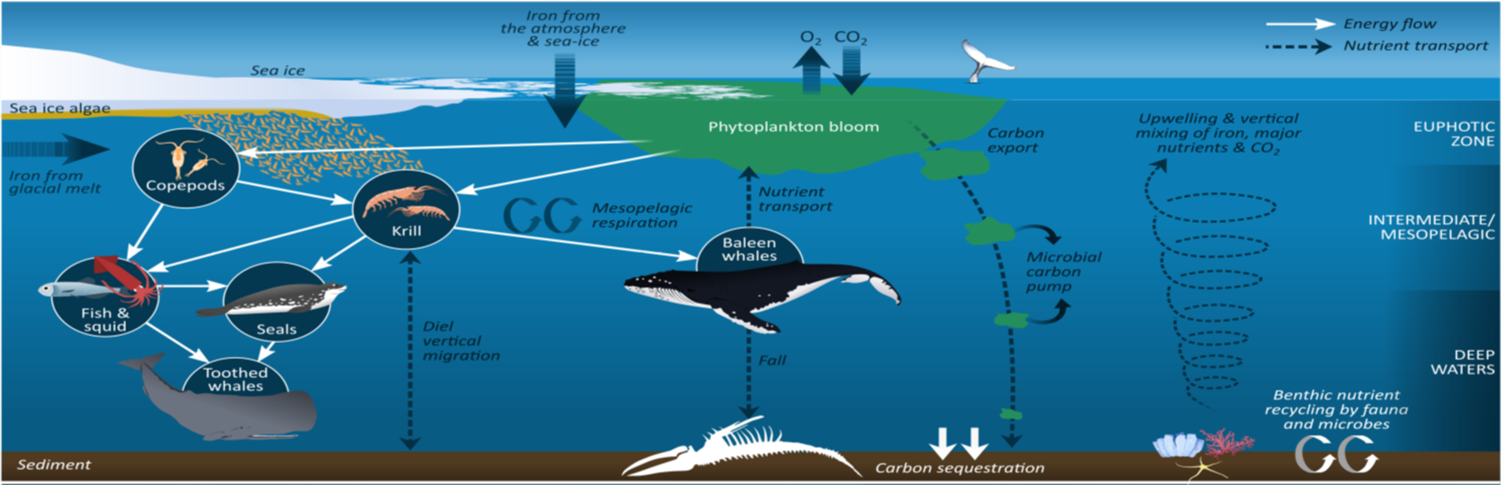 Iron from
the atmosphere
& sea-ice
O2 CO2
Energy flow
Nutrient transport
Sea ice
Sea ice algae
Phytoplankton bloom
Carbon
export
Upwelling & vertical
mixing of iron, major
nutrients & CO2
EUPHOTIC
ZONE
Iron from
glacial melt
Copepods
Krill
Mesopelagic
respiration
Nutrient
transport
Baleen
whales
Microbial
carbon
pump
INTERMEDIATE/
MESOPELAGIC
Fish &
squid
Seals
Toothed
whales
Diel
vertical
migration
Fall
DEEP
WATERS
Benthic nutrient
recycling by fauna
and microbes
Sediment
Carbon sequestration